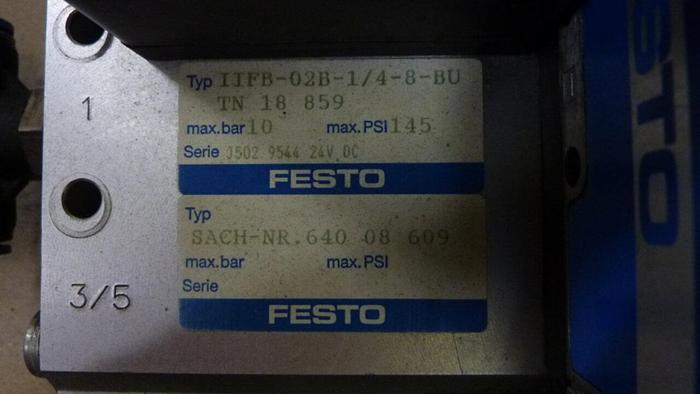 1
Typ IIFB-02B-1/4-8-BU
TN 18 859
max.bar 10 max.PSI 145
Serie J502 9544 24V DC
FESTO
3/5
Typ
SACH-NR.640 08 609
max.bar max.PSI
Serie
FESTO
STO